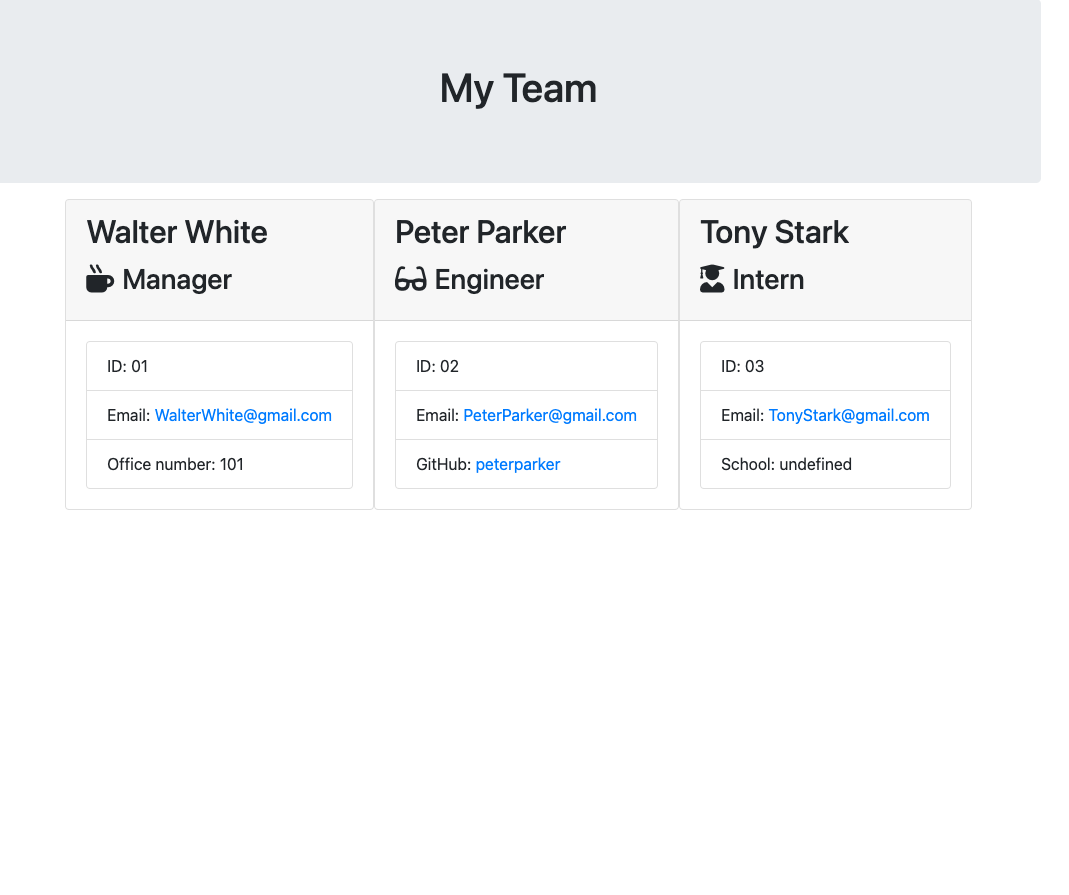 My Team
Walter White
Manager
ID: 01
Email: WalterWhite@gmail.com
Office number: 101
Peter Parker
Engineer
ID: 02
Email: PeterParker@gmail.com
GitHub: peterparker
Tony Stark
Intern
ID: 03
Email: TonyStark@gmail.com
School: undefined